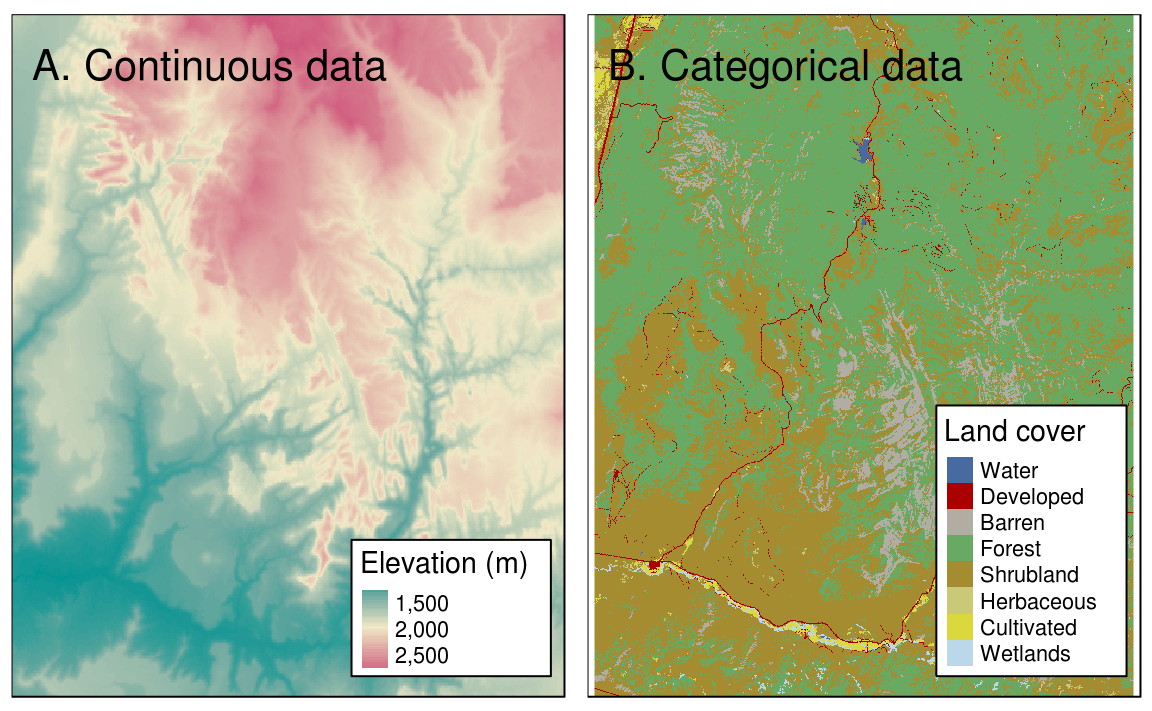 A. Continuous data
Elevation (m)
1,500
2,000
2,500
B. Categorical data
Land cover
Water
Developed
Barren
Forest
Shrubland
Herbaceous
Cultivated
Wetlands